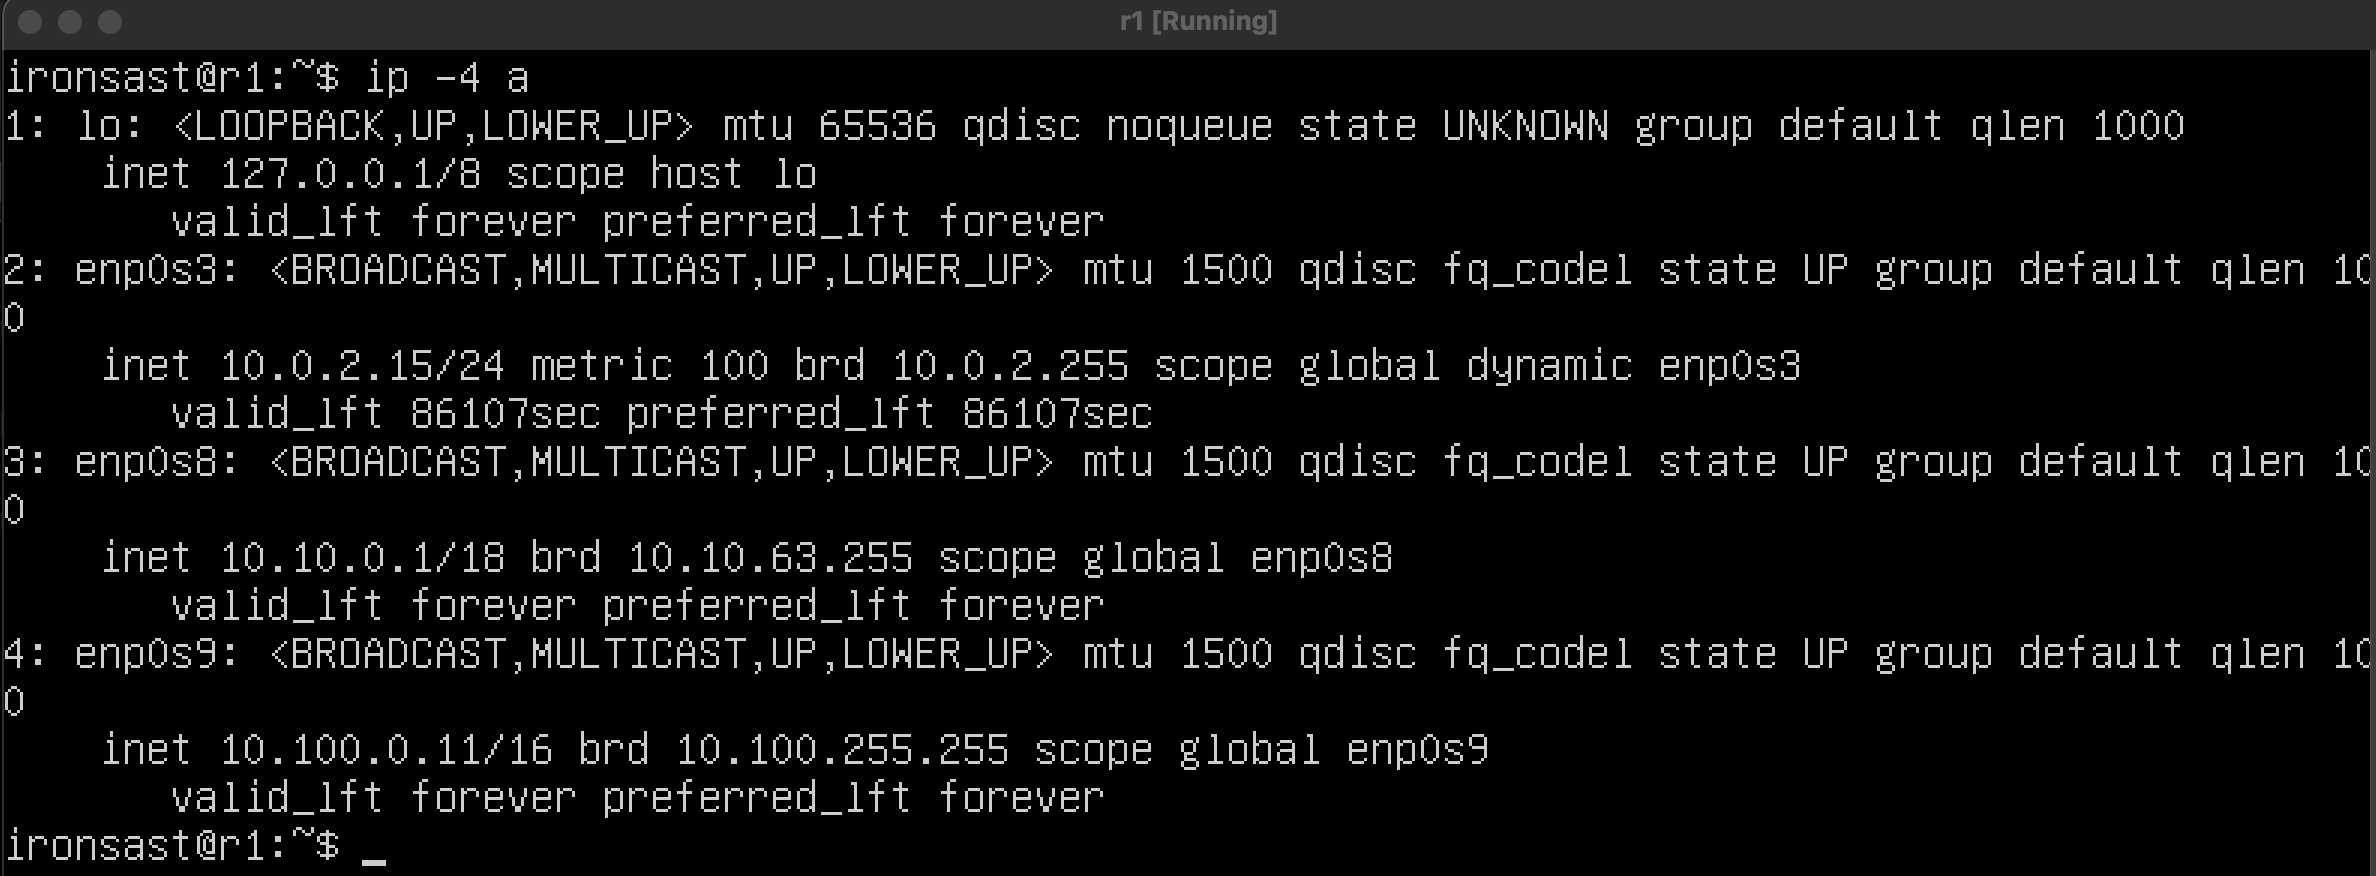 r1 [Running]
ironsast@r1:~$ ip -4 a
1: lo: <LOOPBACK,UP,LOWER_UP> mtu 65536 qdisc noqueue state UNKNOWN group default qlen 1000
    inet 127.0.0.1/8 scope host lo
       valid_lft forever preferred_lft forever
2: enp0s3: <BROADCAST,MULTICAST,UP,LOWER_UP> mtu 1500 qdisc fq_codel state UP group default qlen 10
0
    inet 10.0.2.15/24 metric 100 brd 10.0.2.255 scope global dynamic enp0s3
       valid_lft 86107sec preferred_lft 86107sec
3: enp0s8: <BROADCAST,MULTICAST,UP,LOWER_UP> mtu 1500 qdisc fq_codel state UP group default qlen 10
0
    inet 10.10.0.1/18 brd 10.10.63.255 scope global enp0s8
       valid_lft forever preferred_lft forever
4: enp0s9: <BROADCAST,MULTICAST,UP,LOWER_UP> mtu 1500 qdisc fq_codel state UP group default qlen 10
0
    inet 10.100.0.11/16 brd 10.100.255.255 scope global enp0s9
       valid_lft forever preferred_lft forever
ironsast@r1:~$ _